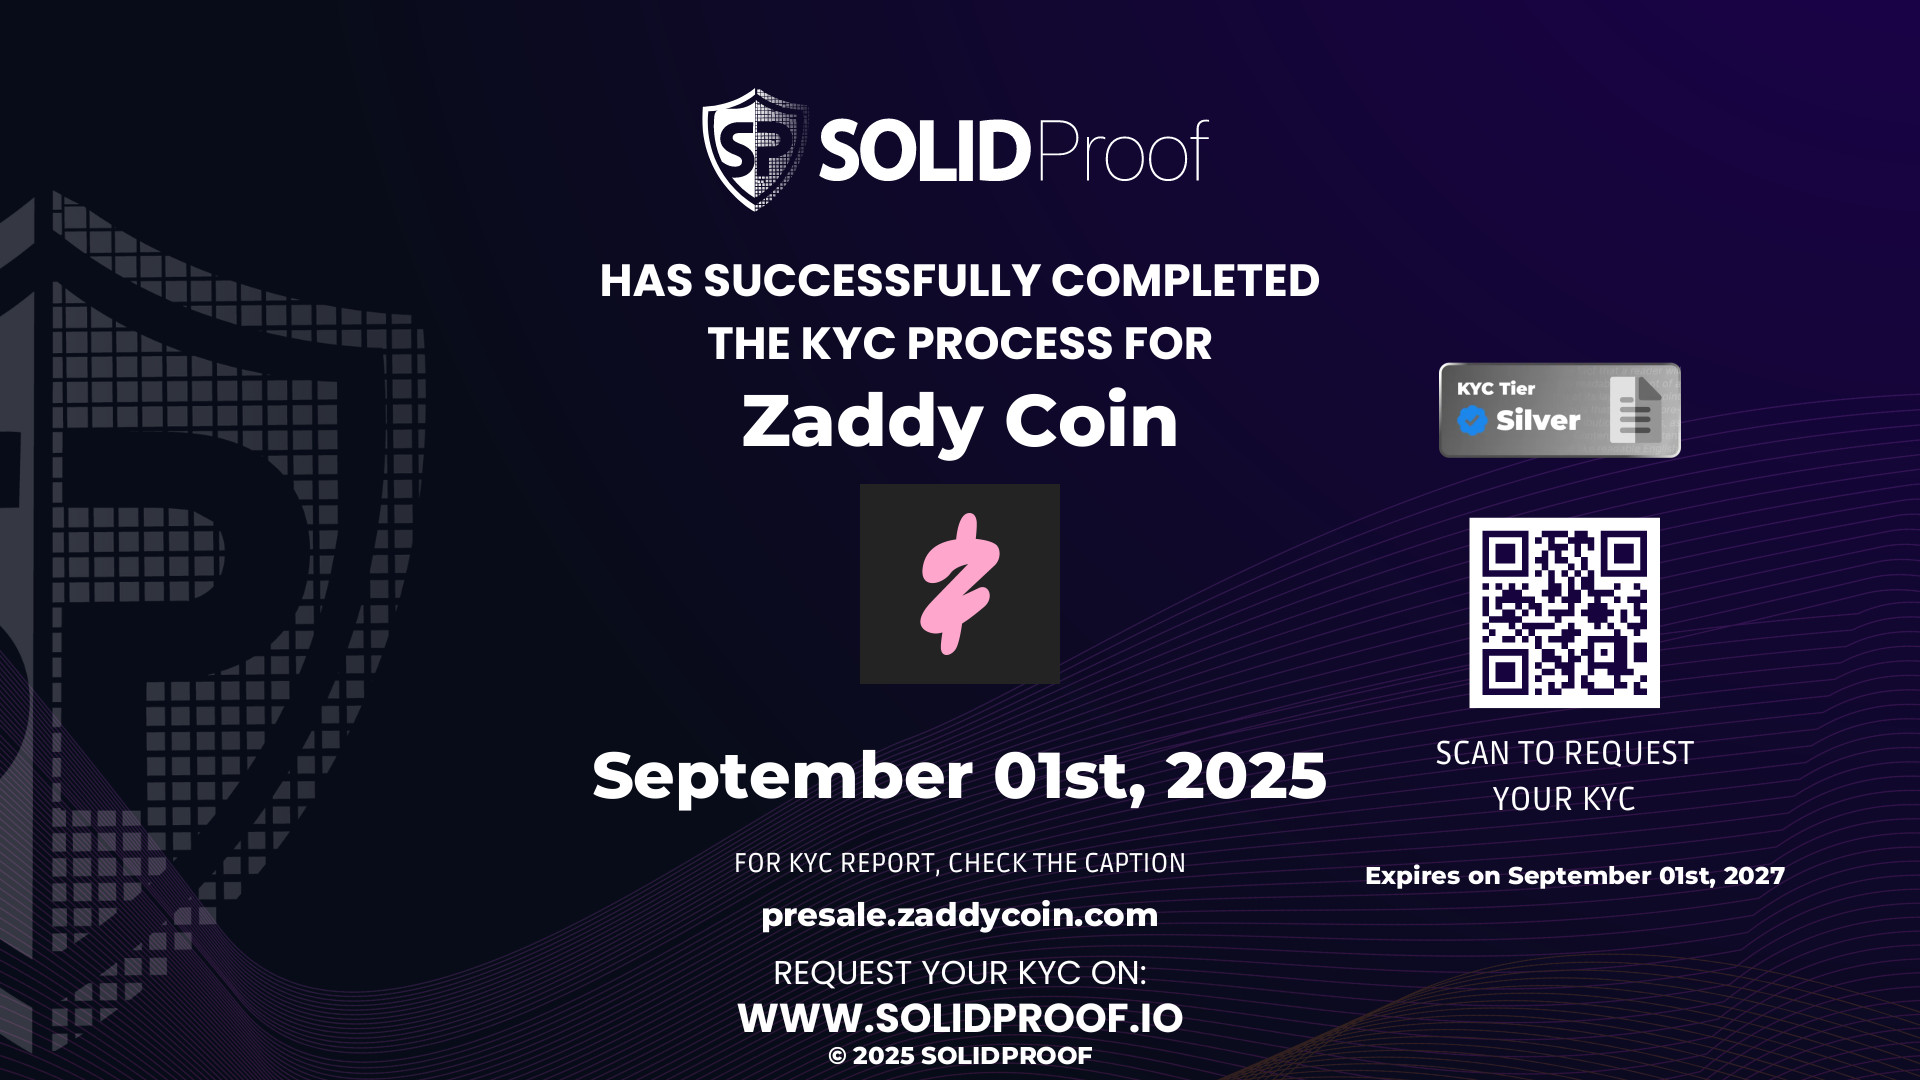 SP SOLIDProof
HAS SUCCESSFULLY COMPLETED
THE KYC PROCESS FOR
Zaddy Coin
KYC Tier
Silver
September 01st, 2025
SCAN TO REQUEST
YOUR KYC
FOR KYC REPORT, CHECK THE CAPTION
Expires on September 01st, 2027
presale.zaddycoin.com
REQUEST YOUR KYC ON:
WWW.SOLIDPROOF.IO
© 2025 SOLIDPROOF